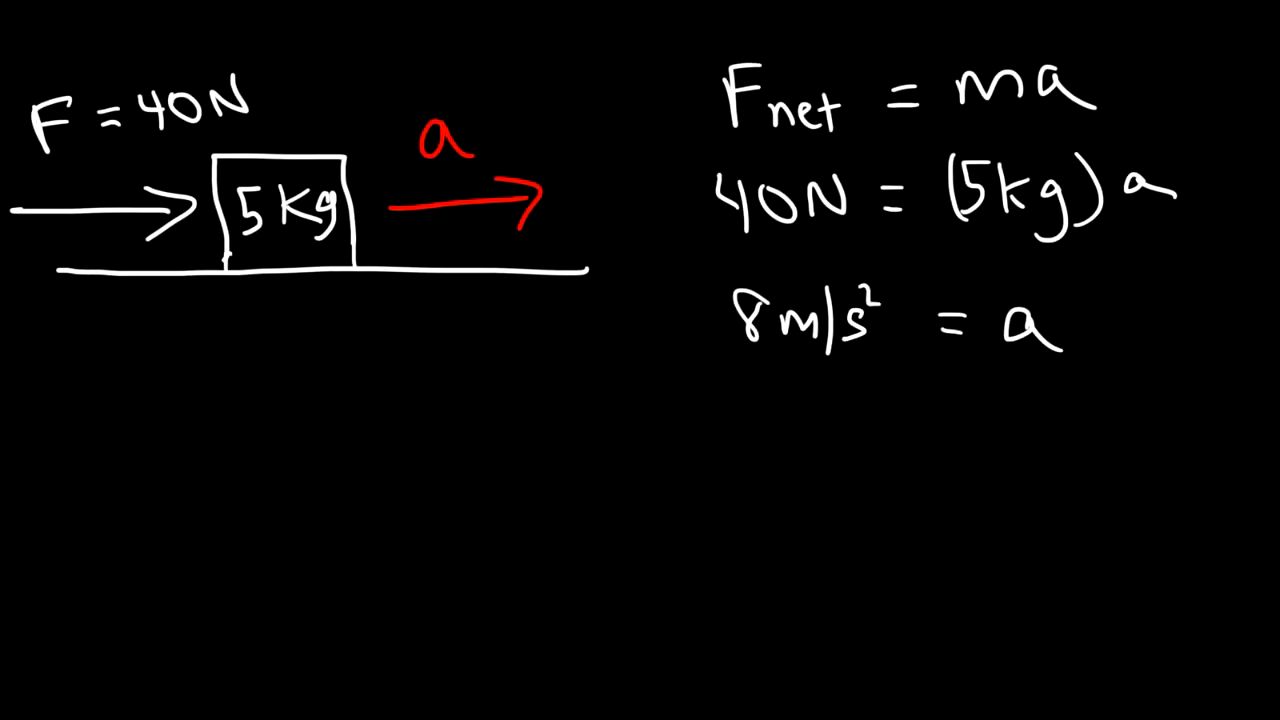 F = 40N
a
5 Kg
Fnet = ma
40N = (5kg) a
8 m/s² = a